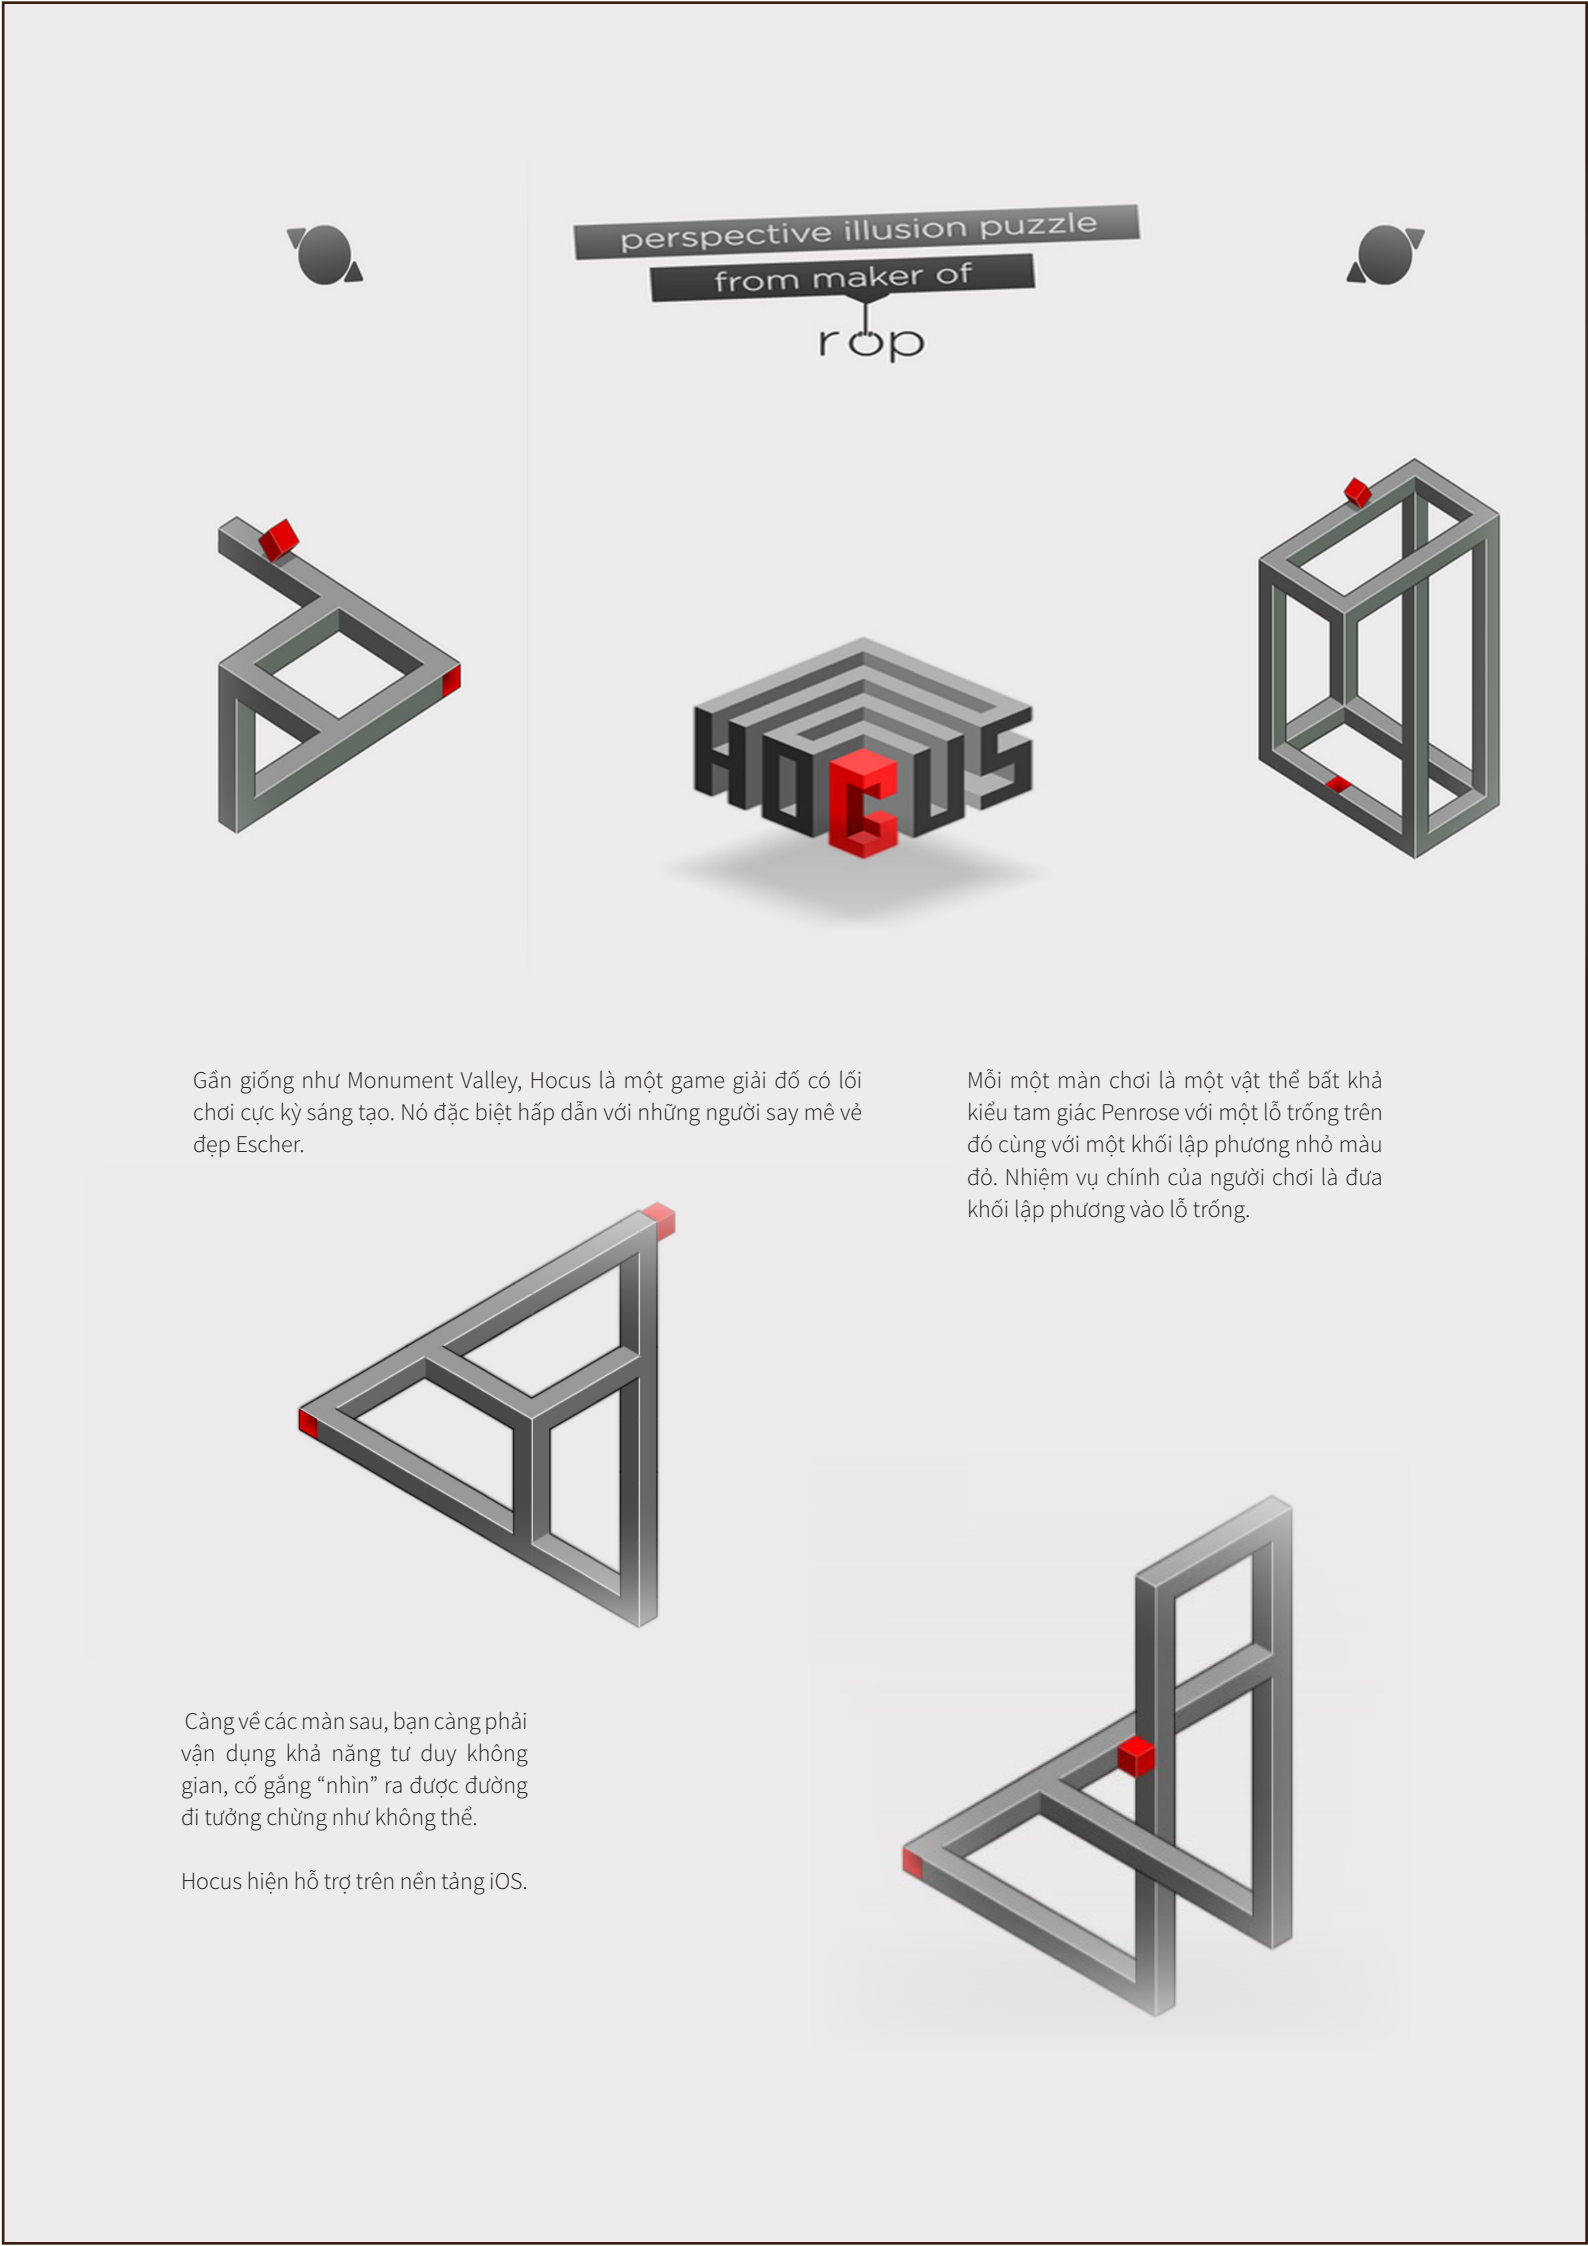 perspective illusion puzzle
from maker of
rop
HOCUS
Gần giống như Monument Valley, Hocus là một game giải đố có lối
chơi cực kỳ sáng tạo. Nó đặc biệt hấp dẫn với những người say mê vẻ
đẹp Escher.
Mỗi một màn chơi là một vật thể bất khả
kiểu tam giác Penrose với một lỗ trống trên
đó cùng với một khối lập phương nhỏ màu
đỏ. Nhiệm vụ chính của người chơi là đưa
khối lập phương vào lỗ trống.
Càng về các màn sau, bạn càng phải
vận dụng khả năng tư duy không
gian, cố gắng “nhìn” ra được đường
đi tưởng chừng như không thể.
Hocus hiện hỗ trợ trên nền tảng iOS.